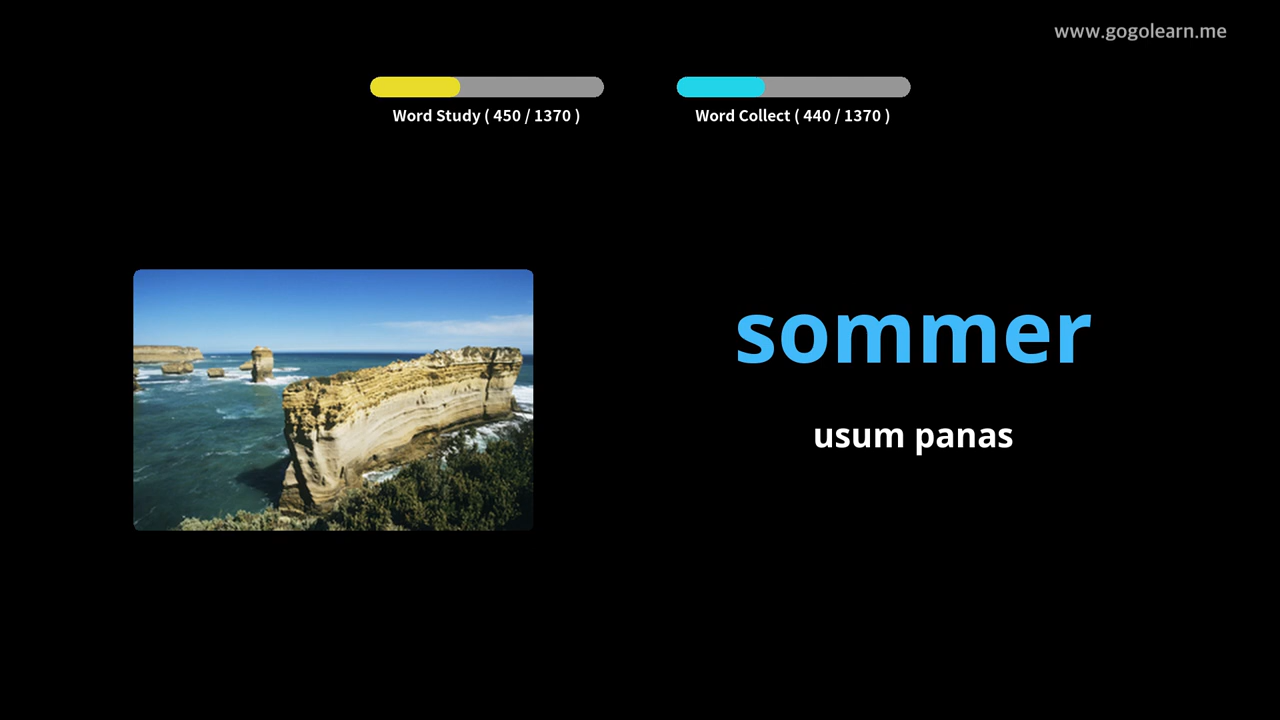 www.gogolearn.me
Word Study ( 450 / 1370 )
Word Collect ( 440 / 1370 )
sommer
usum panas